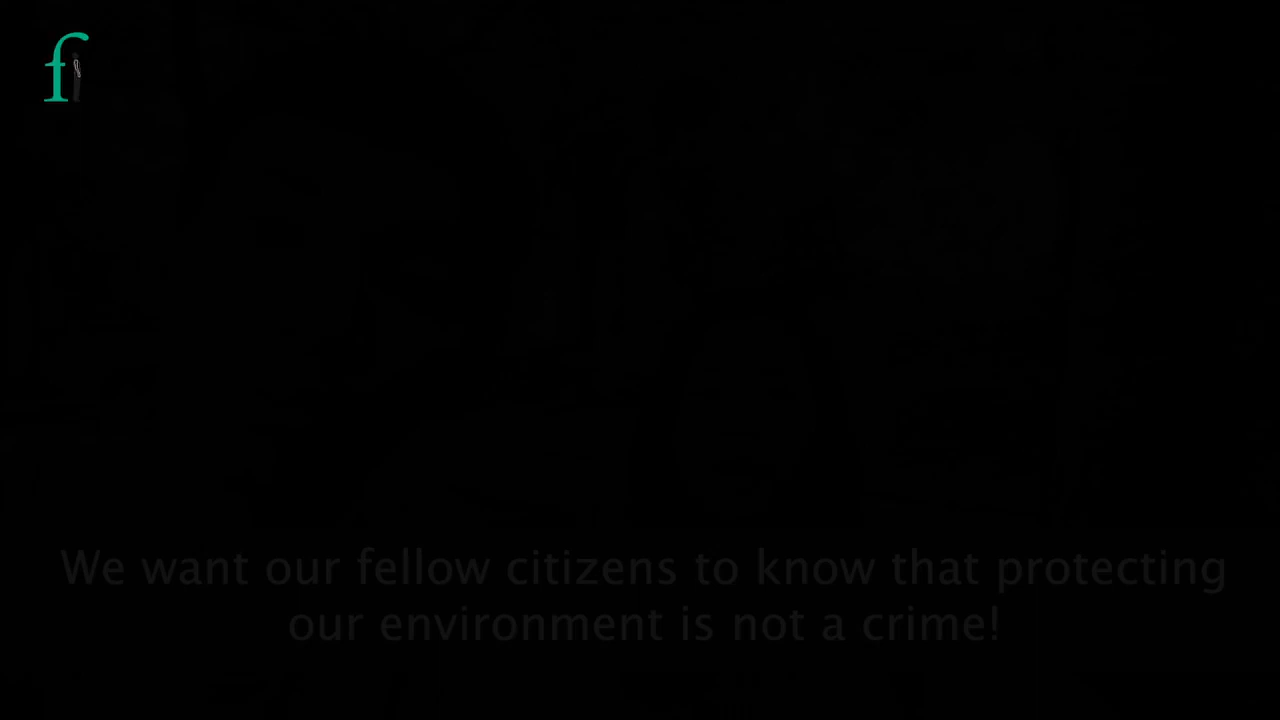 f
We want our fellow citizens to know that protecting
our environment is not a crime!